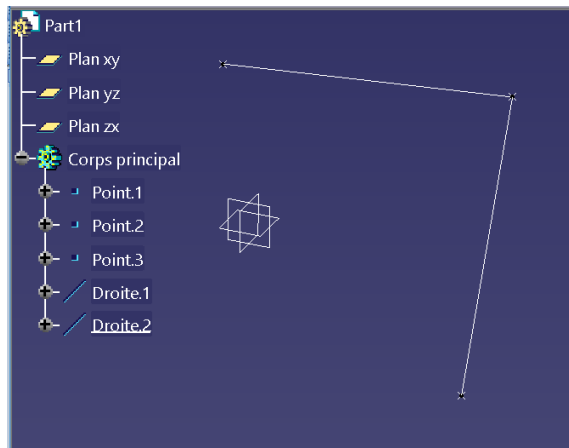 Part1
Plan xy
Plan yz
Plan zx
Corps principal
Point.1
Point.2
Point.3
Droite.1
Droite.2